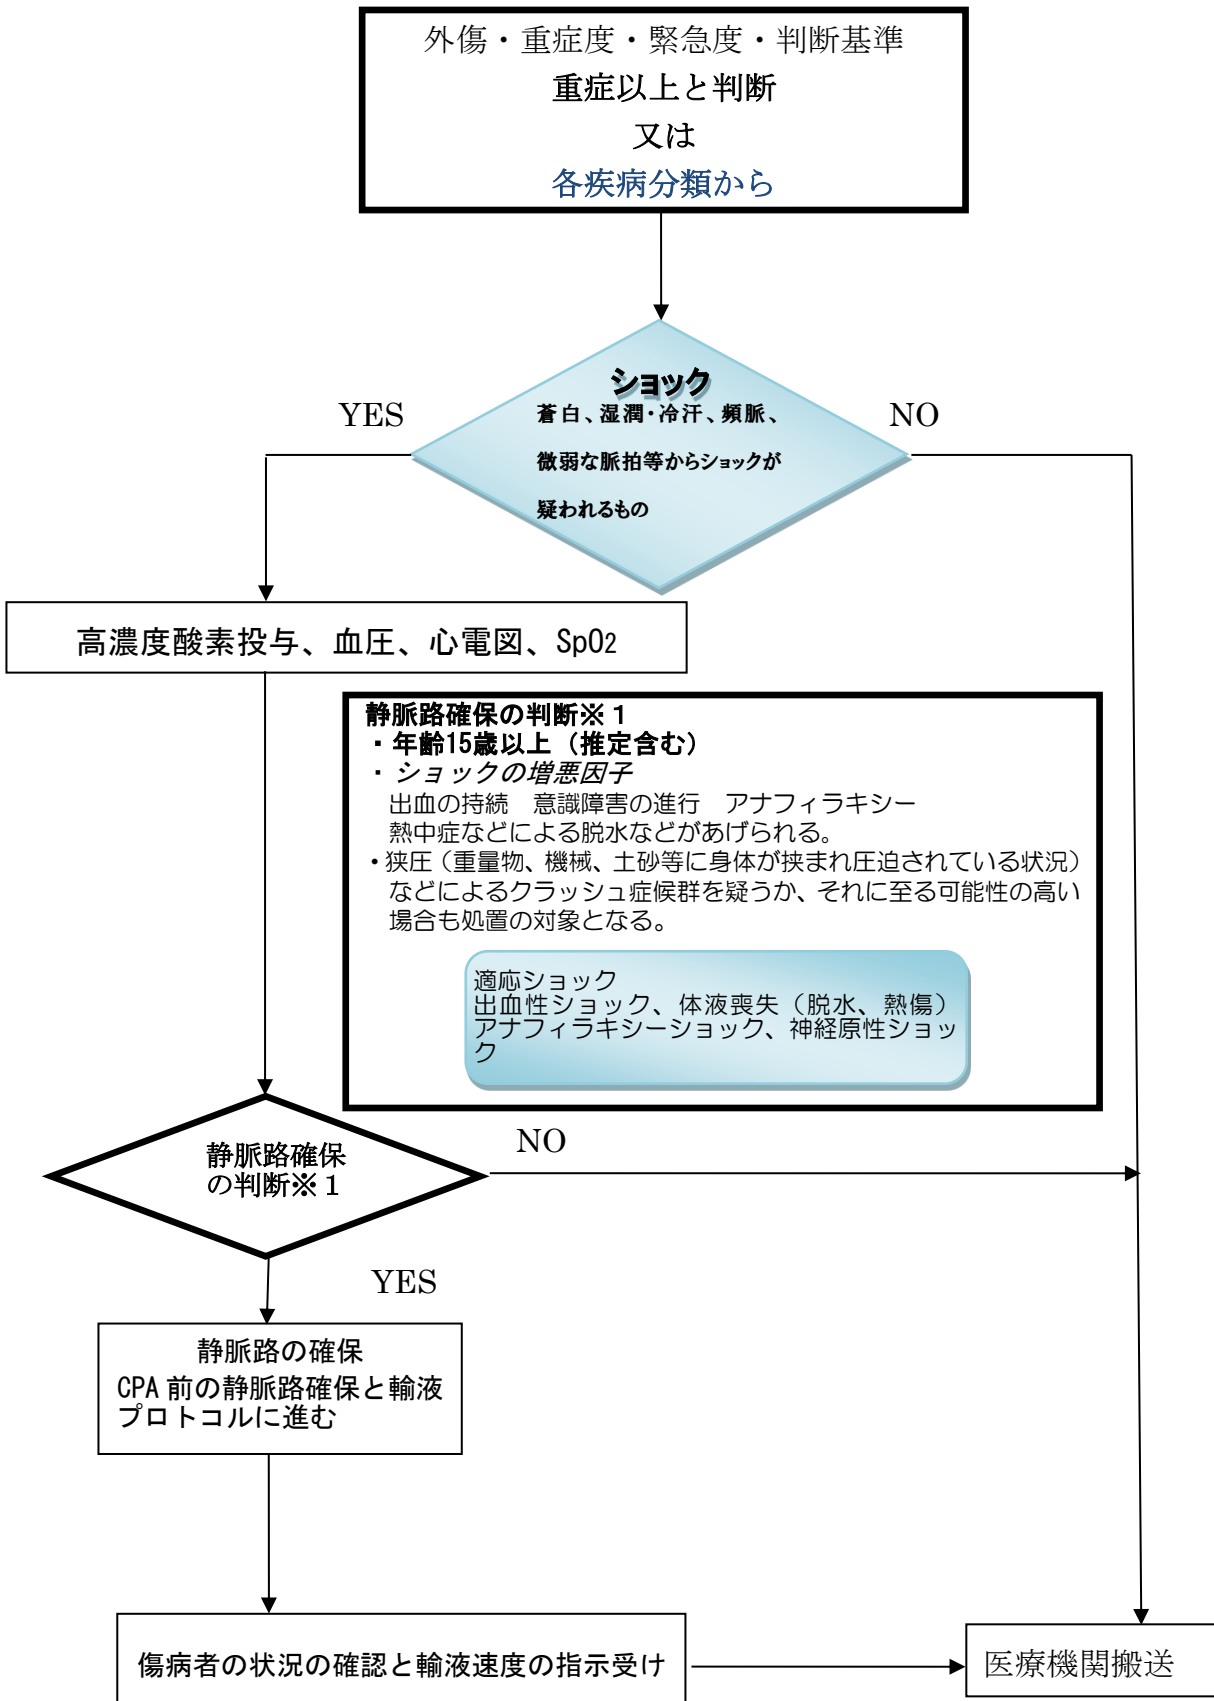 外傷・重症度・緊急度・判断基準
重症以上と判断
又は
各疾病分類から
ショック
蒼白、湿潤・冷汗、頻脈、
微弱な脈拍等からショックが
疑われるもの
YES
NO
高濃度酸素投与、血圧、心電図、SpO2
静脈路確保の判断※１
・年齢15歳以上（推定含む）
・ショックの増悪因子
出血の持続　意識障害の進行　アナフィラキシー
熱中症などによる脱水などがあげられる。
・狭圧（重量物、機械、土砂等に身体が挟まれ圧迫されている状況）
などによるクラッシュ症候群を疑うか、それに至る可能性の高い
場合も処置の対象となる。
適応ショック
出血性ショック、体液喪失（脱水、熱傷）
アナフィラキシーショック、神経原性ショッ
ク
静脈路確保
の判断※１
NO
YES
静脈路の確保
CPA 前の静脈路確保と輸液
プロトコルに進む
傷病者の状況の確認と輸液速度の指示受け
医療機関搬送